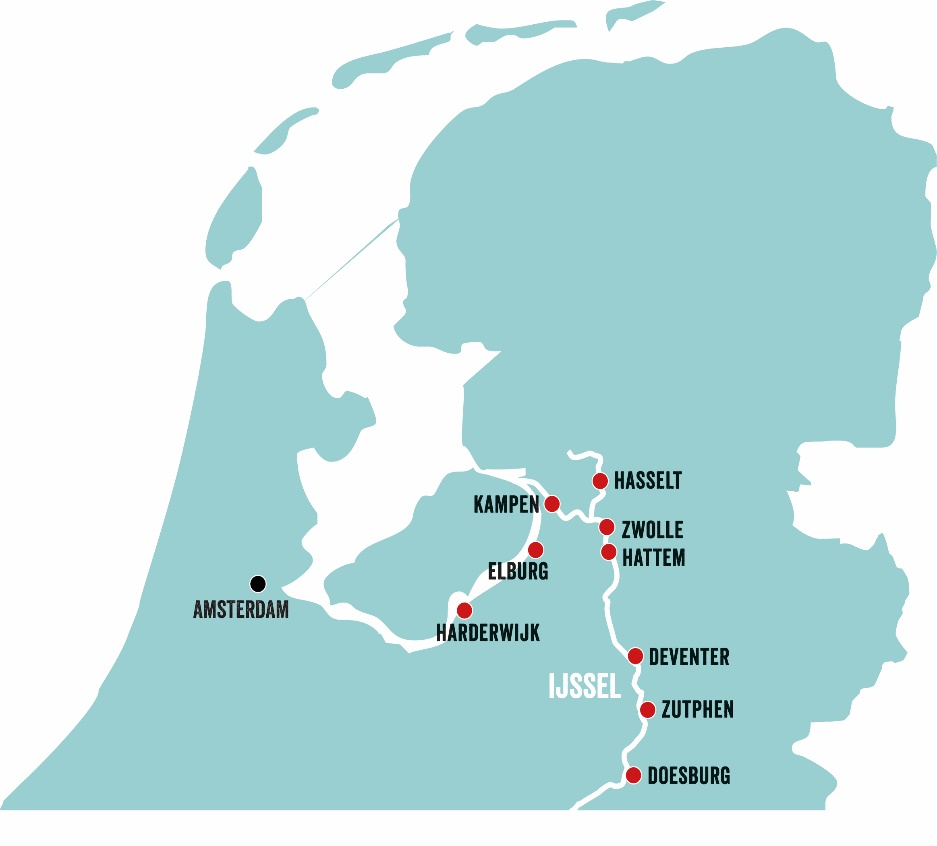 HASSELT
KAMPEN
ZWOLLE
HATTEM
ELBURG
AMSTERDAM
HARDERWIJK
DEVENTER
IJSSEL
ZUTPHEN
DOESBURG